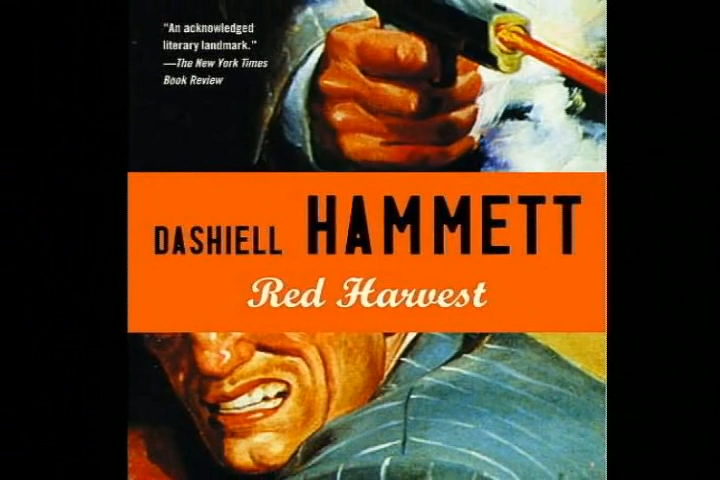 "An acknowledged
literary landmark."
—The New York Times
Book Review
DASHIELL HAMMETT
Red Harvest